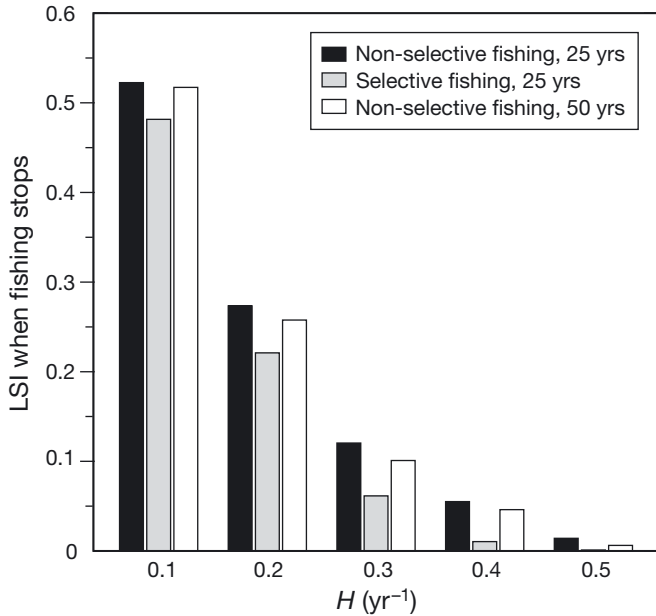 0.6
0.5
0.4
0.3
0.2
0.1
0
LSI when fishing stops
Non-selective fishing, 25 yrs
Selective fishing, 25 yrs
Non-selective fishing, 50 yrs
0.1 0.2 0.3 0.4 0.5
H (yr⁻¹)